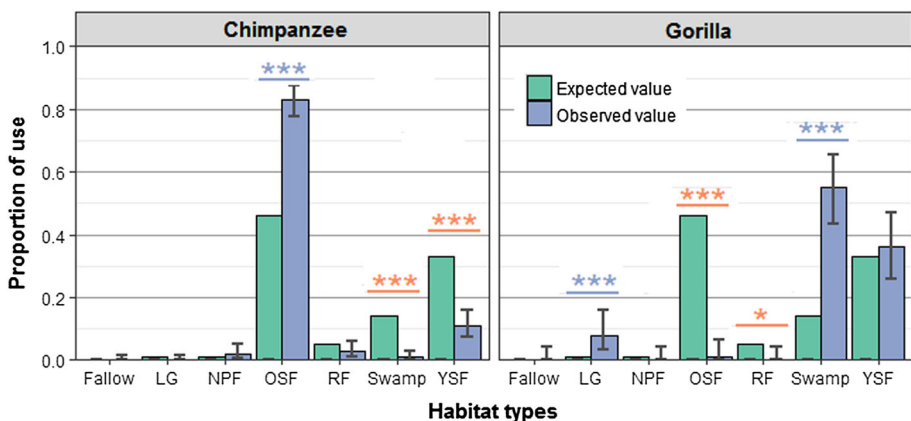 Chimpanzee
Gorilla
Proportion of use
1.0
0.8
0.6
0.4
0.2
0.0
***
***
***
Expected value
Observed value
***
***
*
***
Fallow LG NPF OSF RF Swamp YSF
Fallow LG NPF OSF RF Swamp YSF
Habitat types